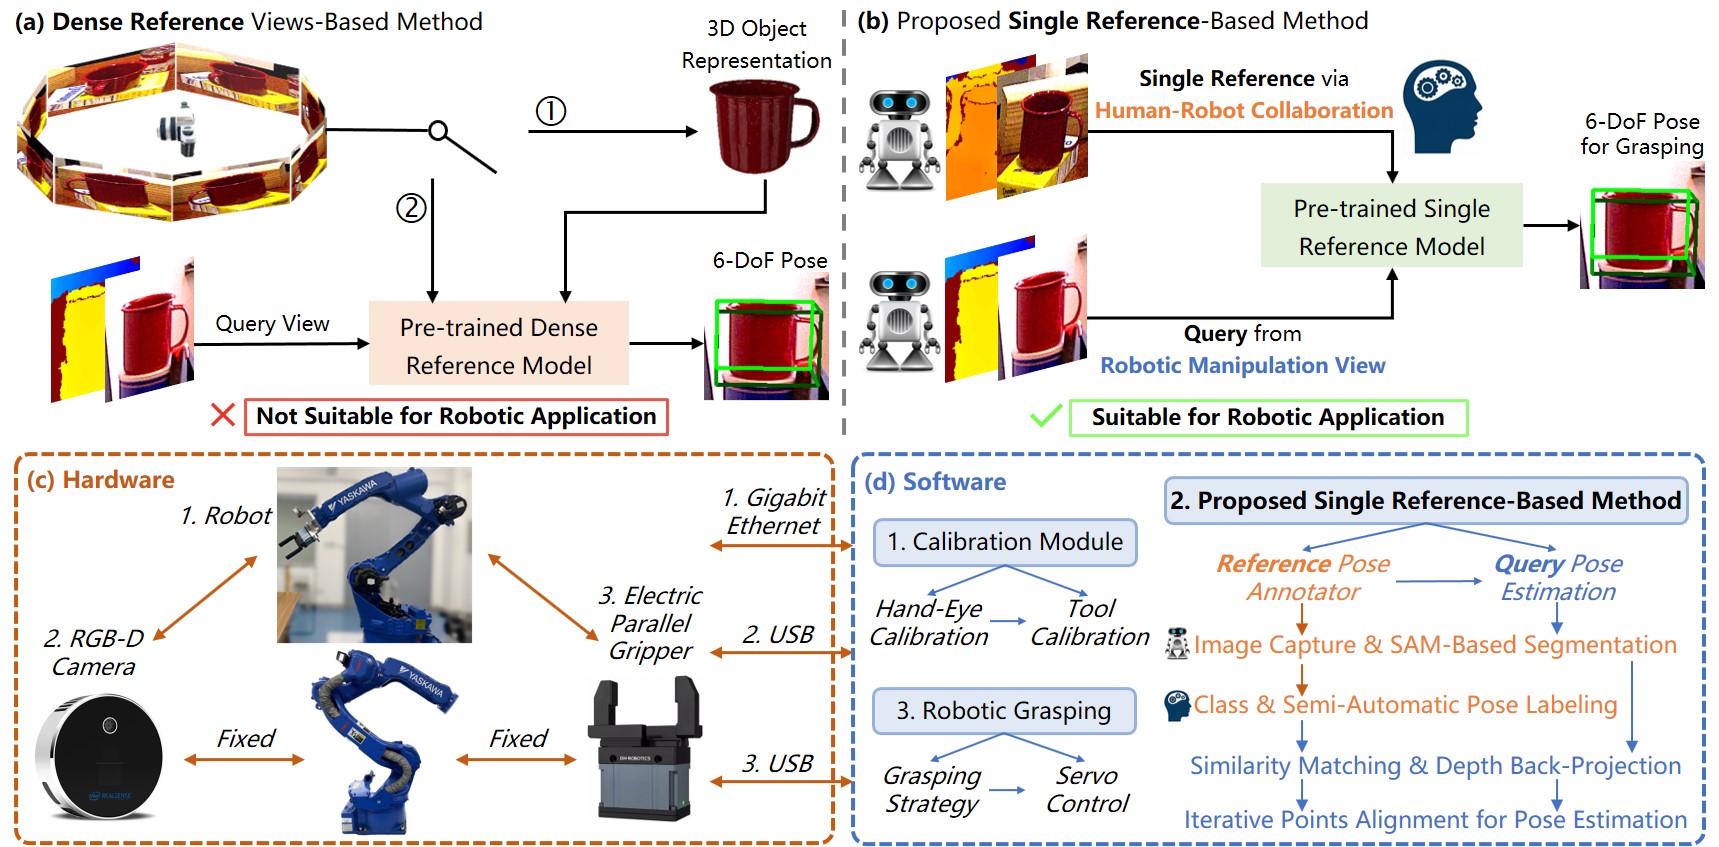 (a) Dense Reference Views-Based Method
3D Object
Representation
①
②
Query View
Pre-trained Dense
Reference Model
6-DoF Pose
Not Suitable for Robotic Application
(b) Proposed Single Reference-Based Method
Single Reference via
Human-Robot Collaboration
6-DoF Pose
for Grasping
Pre-trained Single
Reference Model
Query from
Robotic Manipulation View
Suitable for Robotic Application
(c) Hardware
1. Robot
YASKAWA
2. RGB-D
Camera
3. Electric
Parallel
Gripper
YASKAWA
Fixed
Fixed
REALSENSE
DH-ROBOTICS
1. Gigabit
Ethernet
2. USB
3. USB
(d) Software
1. Calibration Module
Hand-Eye
Calibration
Tool
Calibration
3. Robotic Grasping
Grasping
Strategy
Servo
Control
2. Proposed Single Reference-Based Method
Reference Pose
Annotator
Query Pose
Estimation
Image Capture & SAM-Based Segmentation
Class & Semi-Automatic Pose Labeling
Similarity Matching & Depth Back-Projection
Iterative Points Alignment for Pose Estimation